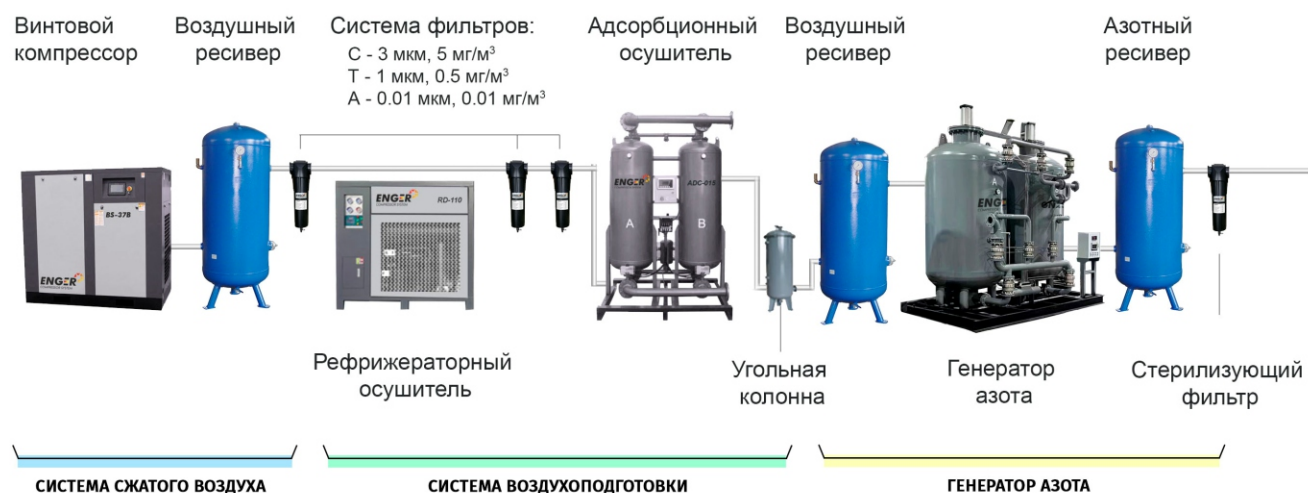 Винтовой
компрессор
Воздушный
ресивер
Система фильтров:
С - 3 мкм, 5 мг/м³
Т - 1 мкм, 0.5 мг/м³
А - 0.01 мкм, 0.01 мг/м³
Адсорбционный
осушитель
Воздушный
ресивер
Азотный
ресивер
BS-37B
ENGER
ENGER
RD-110
ENGER
ADC-015
A
B
ENGER
Рефрижераторный
осушитель
Угольная
колонна
Генератор
азота
Стерилизующий
фильтр
СИСТЕМА СЖАТОГО ВОЗДУХА
СИСТЕМА ВОЗДУХОПОДГОТОВКИ
ГЕНЕРАТОР АЗОТА